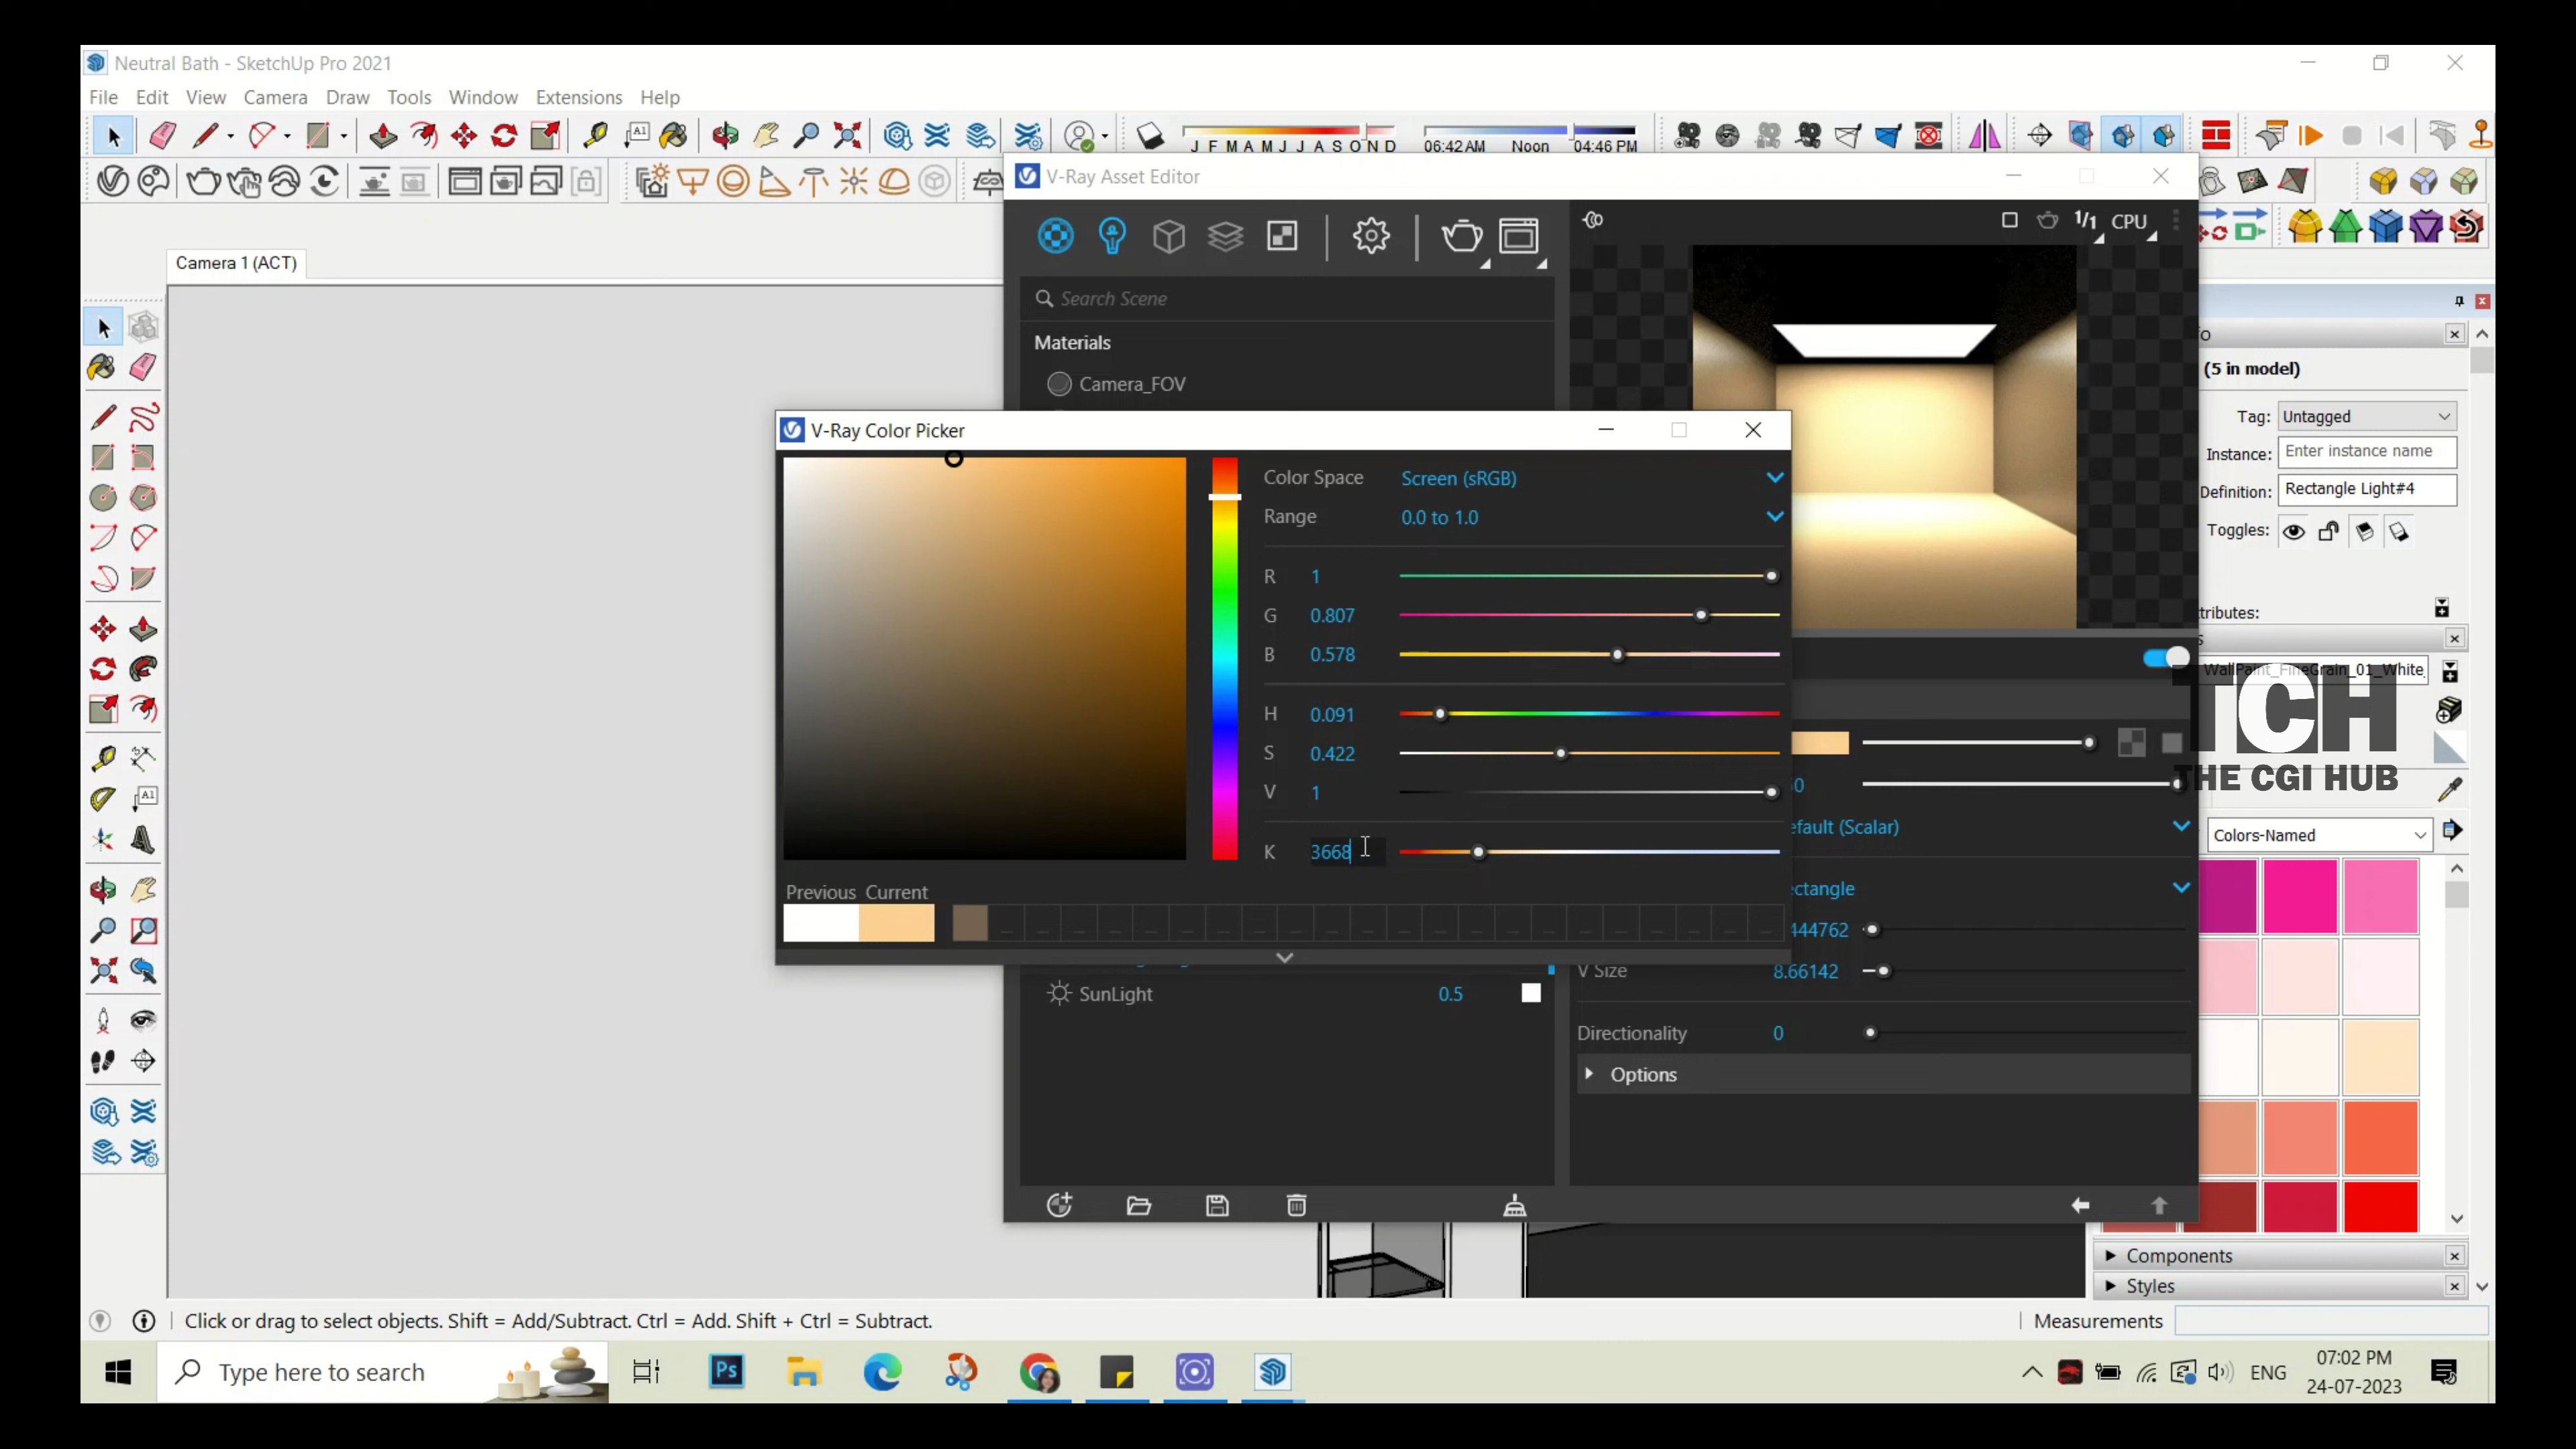 Neutral Bath - SketchUp Pro 2021
File Edit View Camera Draw Tools Window Extensions Help
J F M A M J J A S O N D
06:42 AM Noon 04:46 PM
V-Ray Asset Editor
1/1 CPU
Camera 1 (ACT)
Search Scene
Materials
Camera_FOV
(5 in model)
Tag: Untagged
Instance: Enter instance name
Definition: Rectangle Light#4
Toggles:
V-Ray Color Picker
Color Space Screen (sRGB)
Range 0.0 to 1.0
R 1
G 0.807
B 0.578
H 0.091
S 0.422
V 1
K 3668
Previous Current
WallPaint_FineGrain_01_White
TCH
THE CGI HUB
(Scalar)
Colors-Named
V Size 8.66142
SunLight 0.5
Directionality 0
Options
Components
Styles
Click or drag to select objects. Shift = Add/Subtract. Ctrl = Add. Shift + Ctrl = Subtract.
Measurements
Type here to search
Ps
ENG
07:02 PM
24-07-2023